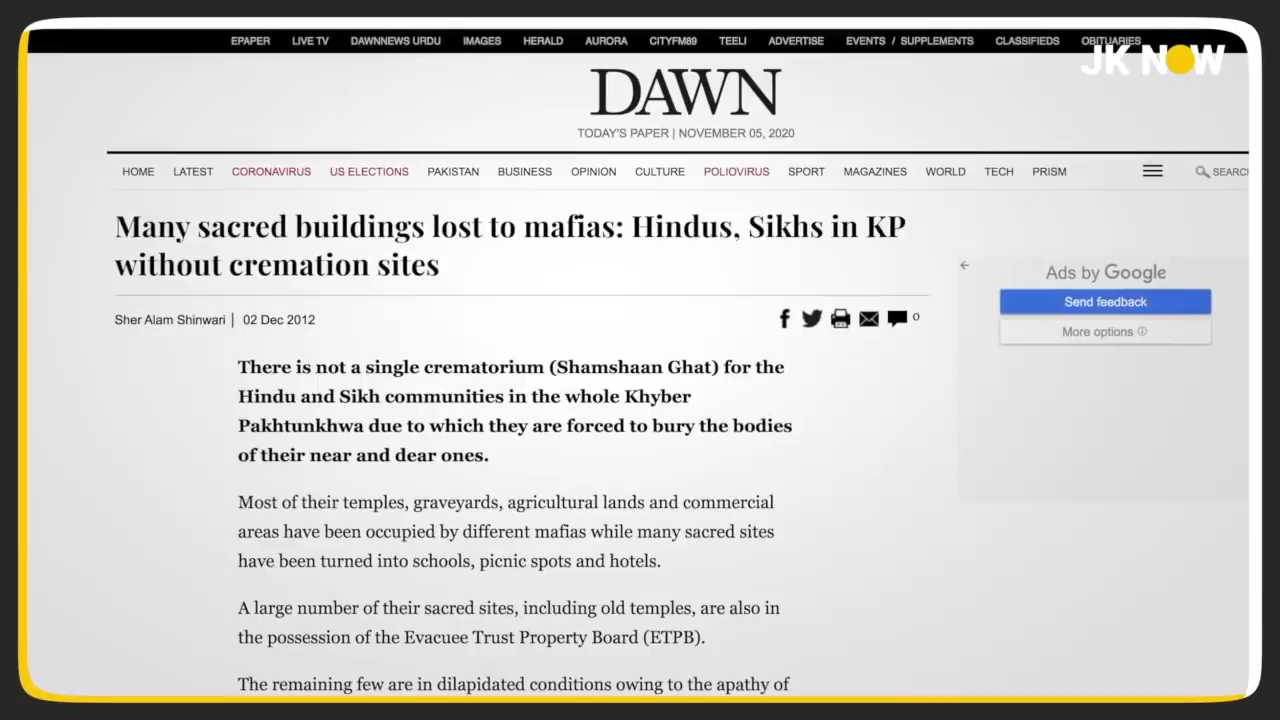 EPAPER LIVE TV DAWNNEWS URDU IMAGES HERALD AURORA CITYFM89 TEELI ADVERTISE EVENTS / SUPPLEMENTS CLASSIFIEDS OBITUARIES
JK NOW
DAWN
TODAY'S PAPER | NOVEMBER 05, 2020
HOME LATEST CORONAVIRUS US ELECTIONS PAKISTAN BUSINESS OPINION CULTURE POLIOVIRUS SPORT MAGAZINES WORLD TECH PRISM SEARCH
Many sacred buildings lost to mafias: Hindus, Sikhs in KP
without cremation sites
Sher Alam Shinwari | 02 Dec 2012
0
Ads by Google
Send feedback
More options
There is not a single crematorium (Shamshaan Ghat) for the
Hindu and Sikh communities in the whole Khyber
Pakhtunkhwa due to which they are forced to bury the bodies
of their near and dear ones.
Most of their temples, graveyards, agricultural lands and commercial
areas have been occupied by different mafias while many sacred sites
have been turned into schools, picnic spots and hotels.
A large number of their sacred sites, including old temples, are also in
the possession of the Evacuee Trust Property Board (ETPB).
The remaining few are in dilapidated conditions owing to the apathy of